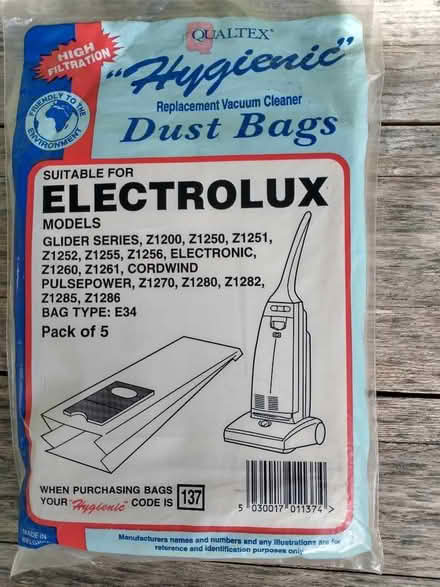 QUALTEX®
HIGH
FILTRATION
"Hygienic"
Replacement Vacuum Cleaner
Dust Bags
FRIENDLY TO THE
ENVIRONMENT
SUITABLE FOR
ELECTROLUX
MODELS
GLIDER SERIES, Z1200, Z1250, Z1251,
Z1252, Z1255, Z1256, ELECTRONIC,
Z1260, Z1261, CORDWIND
PULSEPOWER, Z1270, Z1280, Z1282,
Z1285, Z1286
BAG TYPE: E34
Pack of 5
WHEN PURCHASING BAGS
YOUR "Hygienic" CODE IS 137
5 030017 011374 >
MADE IN
Manufacturers names and numbers and any illustrations are for
reference and identification purposes only